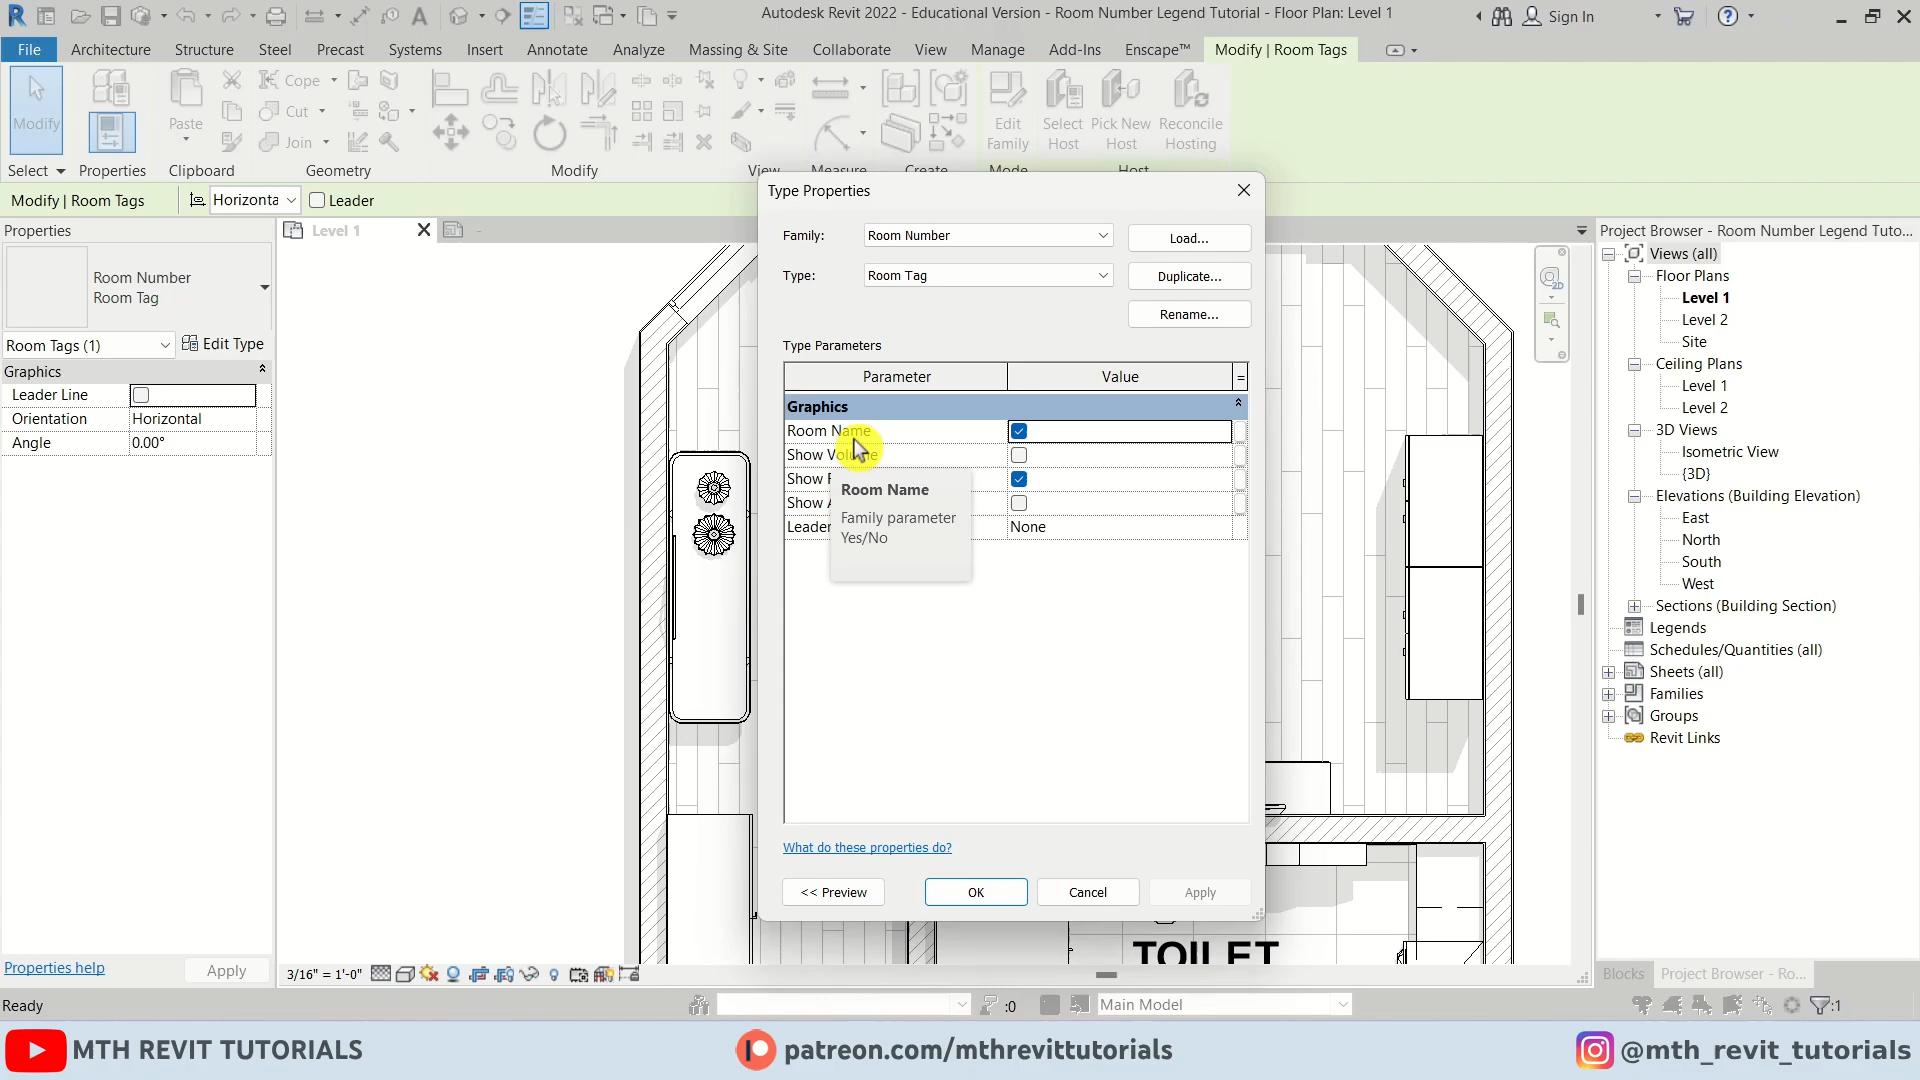 Autodesk Revit 2022 - Educational Version - Room Number Legend Tutorial - Floor Plan: Level 1
Sign In
File Architecture Structure Steel Precast Systems Insert Annotate Analyze Massing & Site Collaborate View Manage Add-Ins Enscape™ Modify | Room Tags
Modify
Paste
Cope
Cut
Join
Edit Family
Select Host
Pick New Host
Reconcile Hosting
Select Properties Clipboard Geometry Modify View Measure Create Mode Host
Modify | Room Tags Horizonta Leader
Properties
Room Number
Room Tag
Room Tags (1) Edit Type
Graphics
Leader Line
Orientation Horizontal
Angle 0.00°
Properties help Apply
Level 1
Type Properties
Family: Room Number Load...
Type: Room Tag Duplicate...
Rename...
Type Parameters
Parameter Value =
Graphics
Room Name
Show Volume
Show
Show
Leader None
Room Name
Family parameter
Yes/No
What do these properties do?
<< Preview OK Cancel Apply
TOILET
2D
Project Browser - Room Number Legend Tuto...
Views (all)
Floor Plans
Level 1
Level 2
Site
Ceiling Plans
Level 1
Level 2
3D Views
Isometric View
{3D}
Elevations (Building Elevation)
East
North
South
West
Sections (Building Section)
Legends
Schedules/Quantities (all)
Sheets (all)
Families
Groups
Revit Links
Blocks Project Browser - Ro...
3/16" = 1'-0"
Ready :0 Main Model :1
MTH REVIT TUTORIALS patreon.com/mthrevittutorials @mth_revit_tutorials